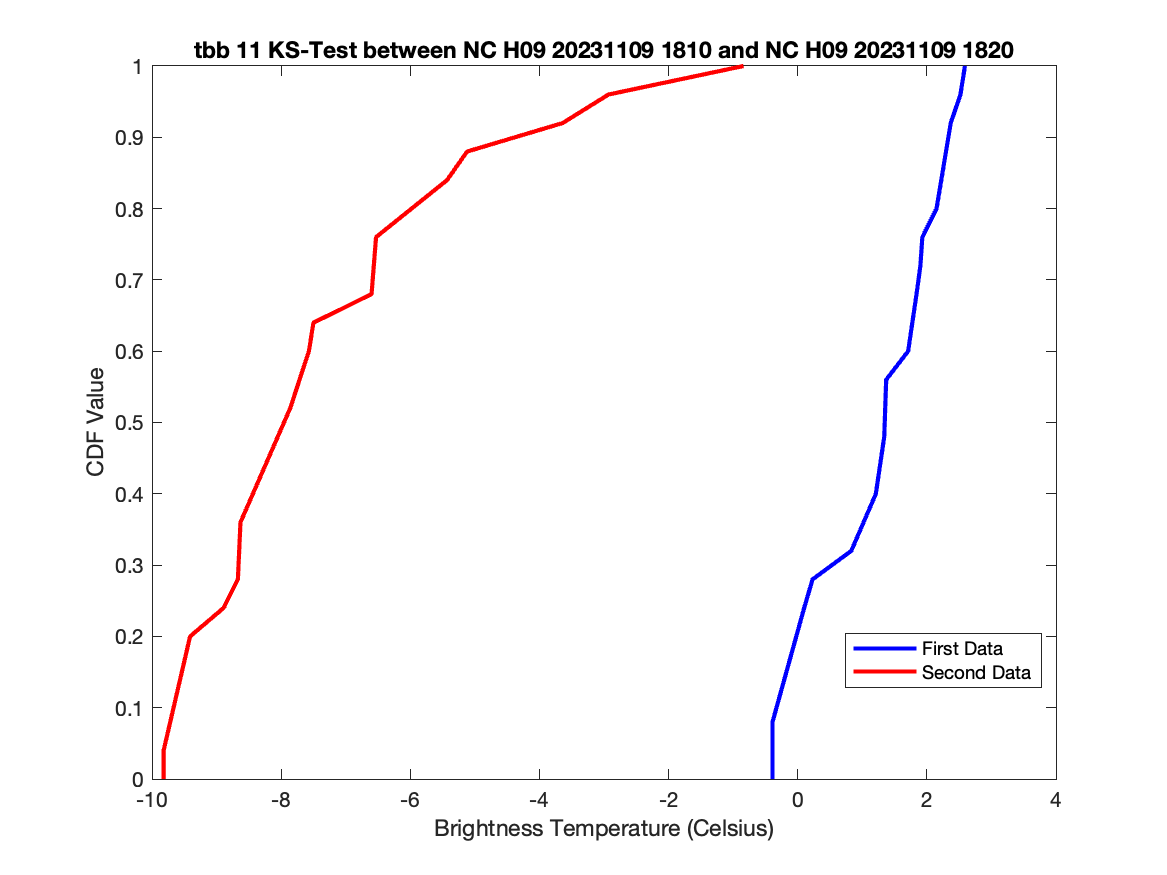 tbb 11 KS-Test between NC H09 20231109 1810 and NC H09 20231109 1820
1
0.9
0.8
0.7
0.6
0.5
0.4
0.3
0.2
0.1
0
CDF Value
First Data
Second Data
-10 -8 -6 -4 -2 0 2 4
Brightness Temperature (Celsius)